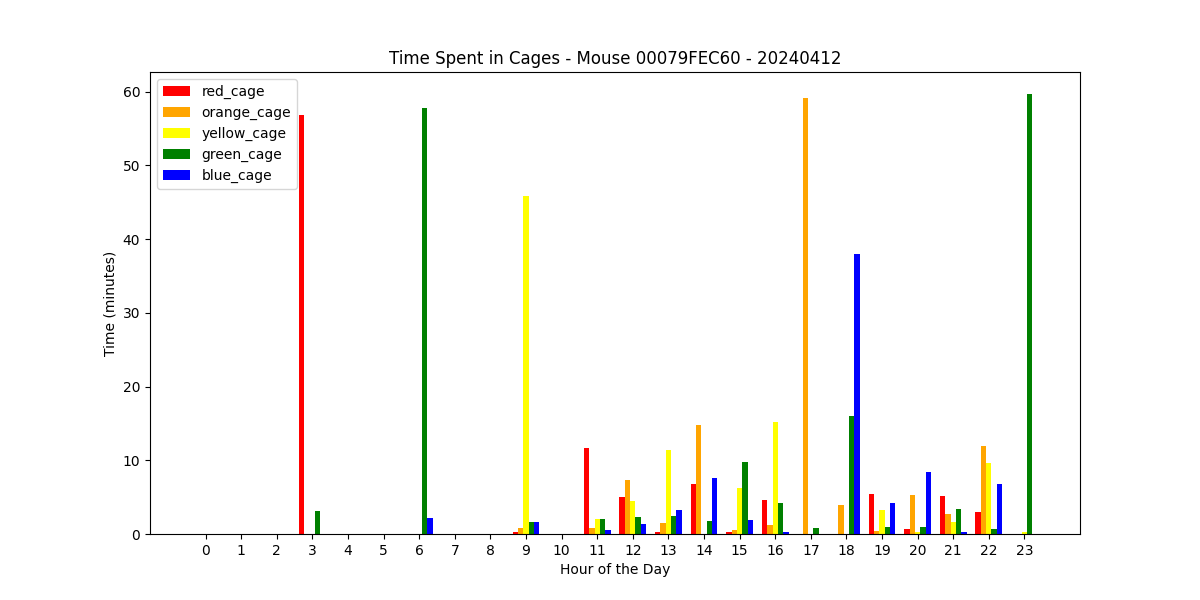 Time Spent in Cages - Mouse 00079FEC60 - 20240412
red_cage
orange_cage
yellow_cage
green_cage
blue_cage
Time (minutes)
60
50
40
30
20
10
0
0 1 2 3 4 5 6 7 8 9 10 11 12 13 14 15 16 17 18 19 20 21 22 23
Hour of the Day